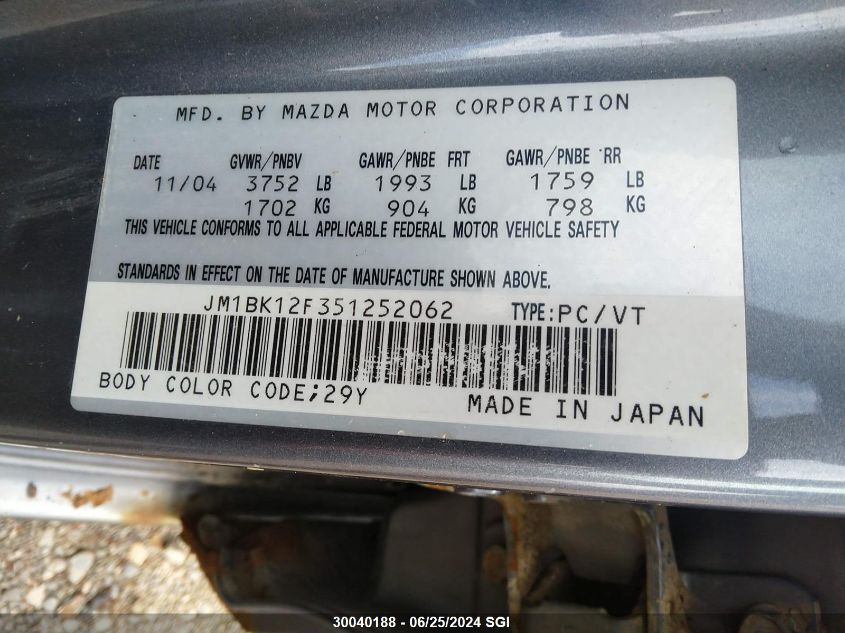 MFD. BY MAZDA MOTOR CORPORATION
DATE GVWR/PNBV GAWR/PNBE FRT GAWR/PNBE RR
11/04 3752 LB 1993 LB 1759 LB
1702 KG 904 KG 798 KG
THIS VEHICLE CONFORMS TO ALL APPLICABLE FEDERAL MOTOR VEHICLE SAFETY
STANDARDS IN EFFECT ON THE DATE OF MANUFACTURE SHOWN ABOVE.
JM1BK12F351252062 TYPE:PC/VT
BODY COLOR CODE;29Y
MADE IN JAPAN
30040188 - 06/25/2024 SGI